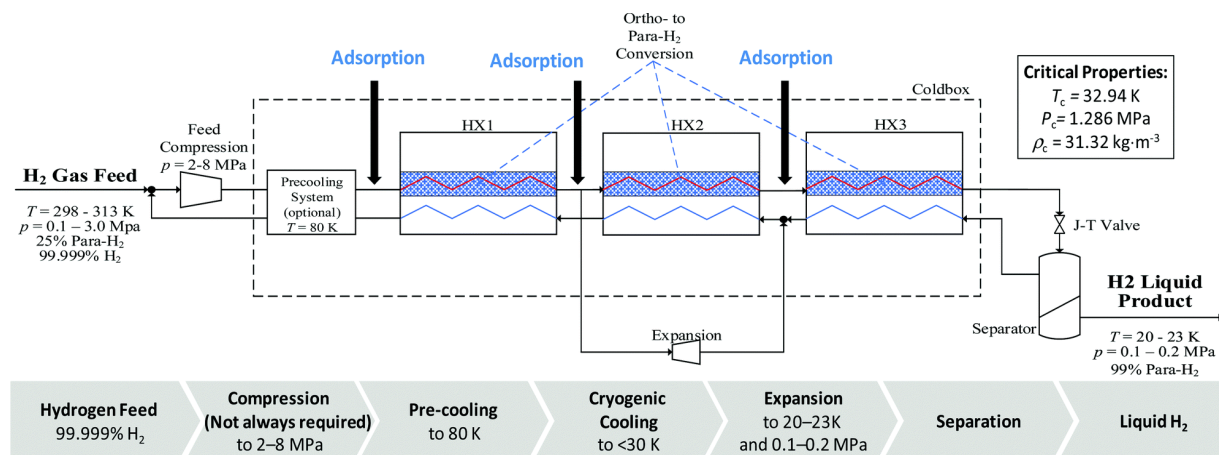 Ortho- to
Para-H2
Conversion
Adsorption
Adsorption
Adsorption
Critical Properties:
Tc = 32.94 K
Pc= 1.286 MPa
ρc = 31.32 kg·m-3
Coldbox
Feed
Compression
p = 2-8 MPa
HX1
HX2
HX3
H2 Gas Feed
T = 298 - 313 K
p = 0.1 – 3.0 Mpa
25% Para-H2
99.999% H2
Precooling
System
(optional)
T = 80 K
J-T Valve
Expansion
Separator
H2 Liquid
Product
T = 20 - 23 K
p = 0.1 – 0.2 MPa
99% Para-H2
Hydrogen Feed
99.999% H2
Compression
(Not always required)
to 2–8 MPa
Pre-cooling
to 80 K
Cryogenic
Cooling
to <30 K
Expansion
to 20–23K
and 0.1–0.2 MPa
Separation
Liquid H2